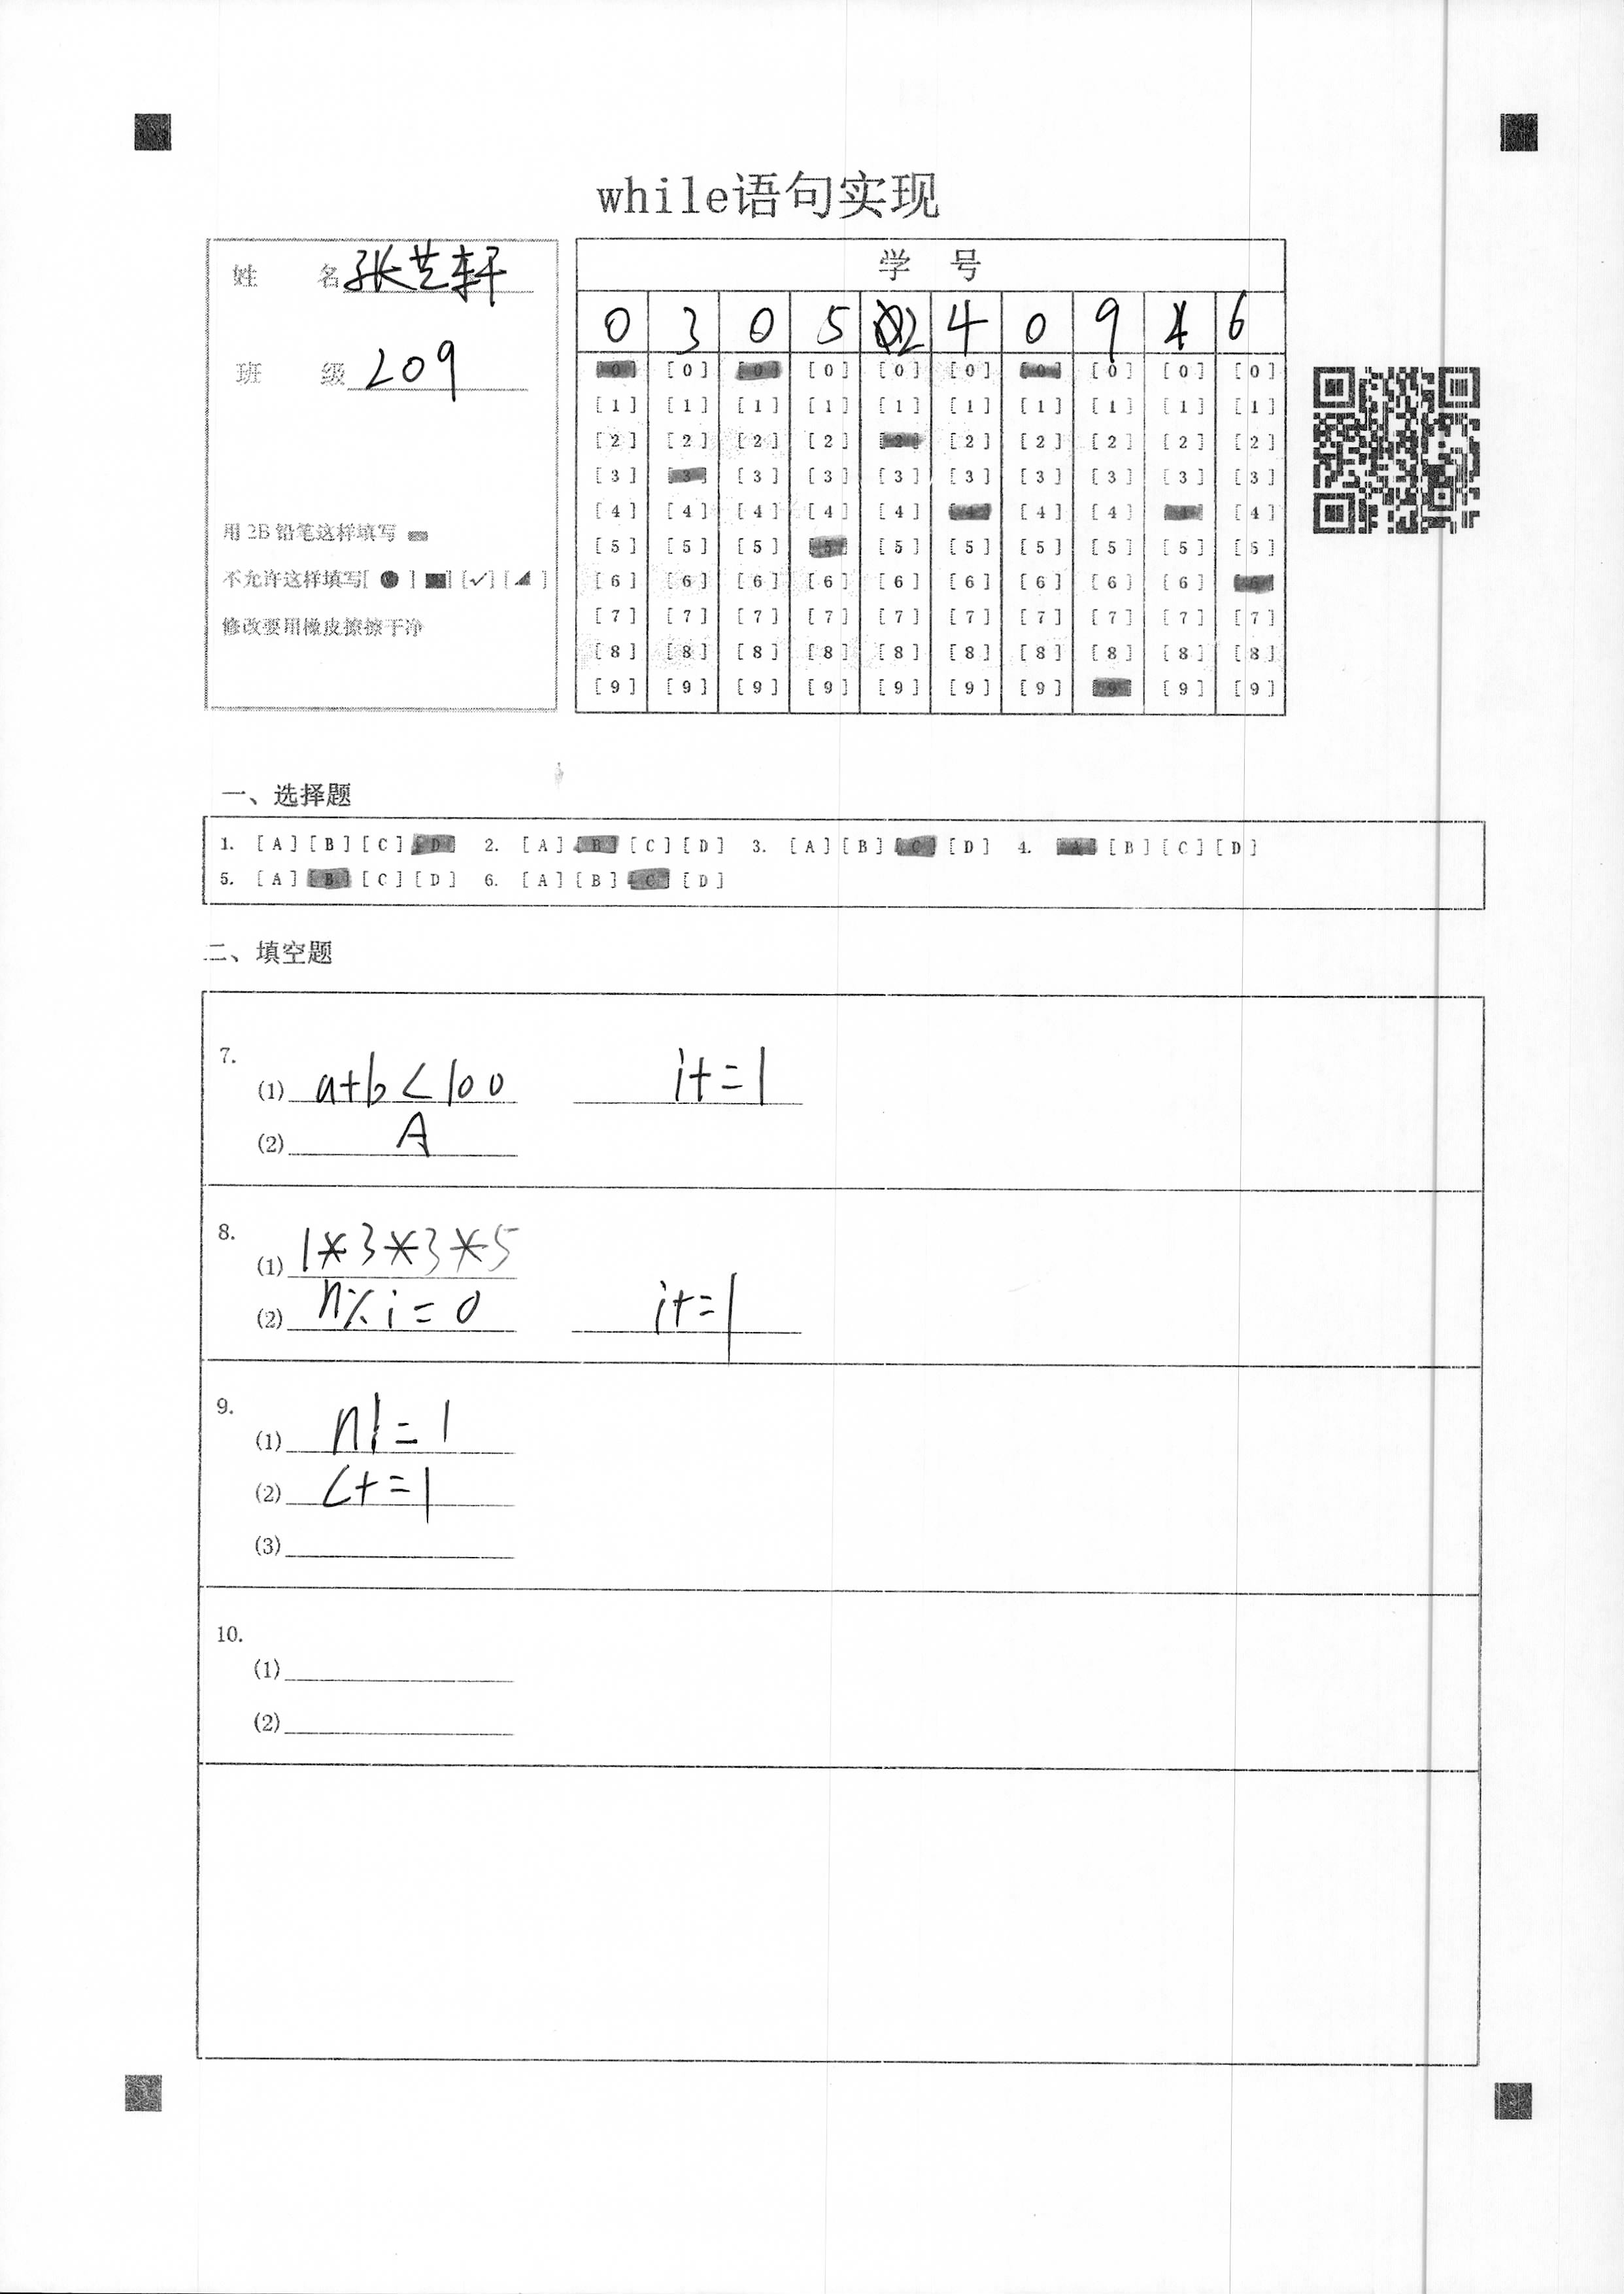 while语句实现
姓 名 张芝轩
班 级 209
用 2B 铅笔这样填写
不允许这样填写[ ● ] [■] [✓] [◢ ]
修改要用橡皮擦擦干净
学 号
0 3 0 5 2 4 0 9 4 6
[0] [0] [0] [0] [0] [0] [0] [0] [0] [0]
[1] [1] [1] [1] [1] [1] [1] [1] [1] [1]
[2] [2] [2] [2] [2] [2] [2] [2] [2] [2]
[3] [3] [3] [3] [3] [3] [3] [3] [3] [3]
[4] [4] [4] [4] [4] [4] [4] [4] [4] [4]
[5] [5] [5] [5] [5] [5] [5] [5] [5] [5]
[6] [6] [6] [6] [6] [6] [6] [6] [6] [6]
[7] [7] [7] [7] [7] [7] [7] [7] [7] [7]
[8] [8] [8] [8] [8] [8] [8] [8] [8] [8]
[9] [9] [9] [9] [9] [9] [9] [9] [9] [9]
一、选择题
1. [A] [B] [C] [D] 2. [A] [B] [C] [D] 3. [A] [B] [C] [D] 4. [A] [B] [C] [D]
5. [A] [B] [C] [D] 6. [A] [B] [C] [D]
二、填空题
7.
(1) a+b<100 i+=1
(2) A
8.
(1) 1*3*3*5
(2) n%i=0 i+=1
9.
(1) n!=1
(2) c+=1
(3)
10.
(1)
(2)